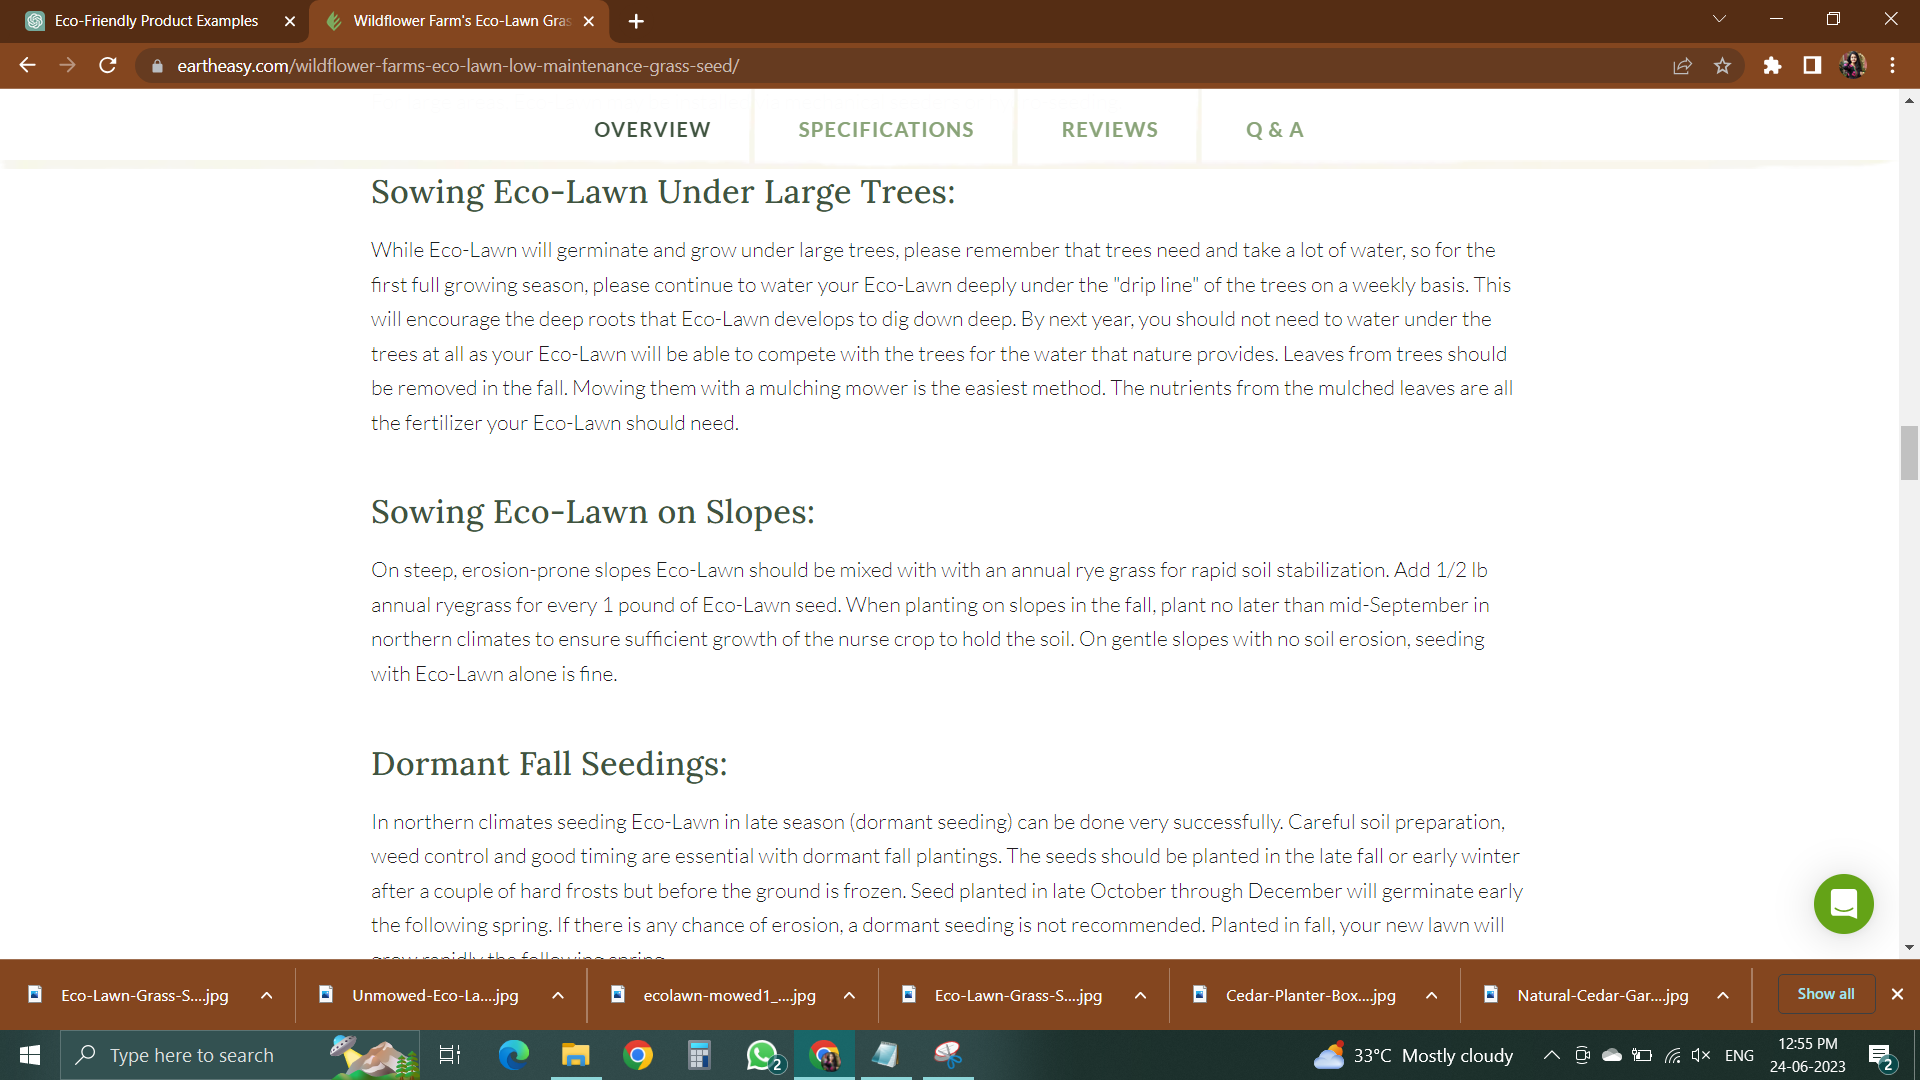 Eco-Friendly Product Examples
Wildflower Farm's Eco-Lawn Gras
eartheasy.com/wildflower-farms-eco-lawn-low-maintenance-grass-seed/
OVERVIEW
SPECIFICATIONS
REVIEWS
Q & A
Sowing Eco-Lawn Under Large Trees:
While Eco-Lawn will germinate and grow under large trees, please remember that trees need and take a lot of water, so for the
first full growing season, please continue to water your Eco-Lawn deeply under the "drip line" of the trees on a weekly basis. This
will encourage the deep roots that Eco-Lawn develops to dig down deep. By next year, you should not need to water under the
trees at all as your Eco-Lawn will be able to compete with the trees for the water that nature provides. Leaves from trees should
be removed in the fall. Mowing them with a mulching mower is the easiest method. The nutrients from the mulched leaves are all
the fertilizer your Eco-Lawn should need.
Sowing Eco-Lawn on Slopes:
On steep, erosion-prone slopes Eco-Lawn should be mixed with with an annual rye grass for rapid soil stabilization. Add 1/2 lb
annual ryegrass for every 1 pound of Eco-Lawn seed. When planting on slopes in the fall, plant no later than mid-September in
northern climates to ensure sufficient growth of the nurse crop to hold the soil. On gentle slopes with no soil erosion, seeding
with Eco-Lawn alone is fine.
Dormant Fall Seedings:
In northern climates seeding Eco-Lawn in late season (dormant seeding) can be done very successfully. Careful soil preparation,
weed control and good timing are essential with dormant fall plantings. The seeds should be planted in the late fall or early winter
after a couple of hard frosts but before the ground is frozen. Seed planted in late October through December will germinate early
the following spring. If there is any chance of erosion, a dormant seeding is not recommended. Planted in fall, your new lawn will
grow rapidly the following spring.
Eco-Lawn-Grass-S....jpg
Unmowed-Eco-La....jpg
ecolawn-mowed1_....jpg
Eco-Lawn-Grass-S....jpg
Cedar-Planter-Box....jpg
Natural-Cedar-Gar....jpg
Show all
Type here to search
2
33°C Mostly cloudy
ENG
12:55 PM
24-06-2023
2